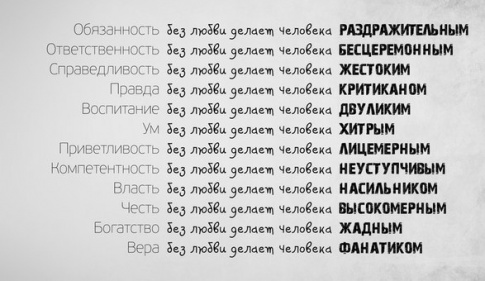 Обязанность без любви делает человека РАЗДРАЖИТЕЛЬНЫМ
Ответственность без любви делает человека БЕСЦЕРЕМОННЫМ
Справедливость без любви делает человека ЖЕСТОКИМ
Правда без любви делает человека КРИТИКАНОМ
Воспитание без любви делает человека ДВУЛИКИМ
Ум без любви делает человека ХИТРЫМ
Приветливость без любви делает человека ЛИЦЕМЕРНЫМ
Компетентность без любви делает человека НЕУСТУПЧИВЫМ
Власть без любви делает человека НАСИЛЬНИКОМ
Честь без любви делает человека ВЫСОКОМЕРНЫМ
Богатство без любви делает человека ЖАДНЫМ
Вера без любви делает человека ФАНАТИКОМ